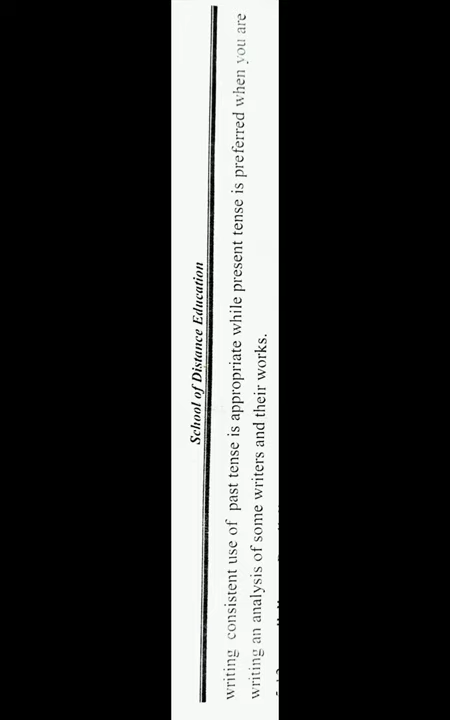 School of Distance Education
writing consistent use of past tense is appropriate while present tense is preferred when you are
writing an analysis of some writers and their works.